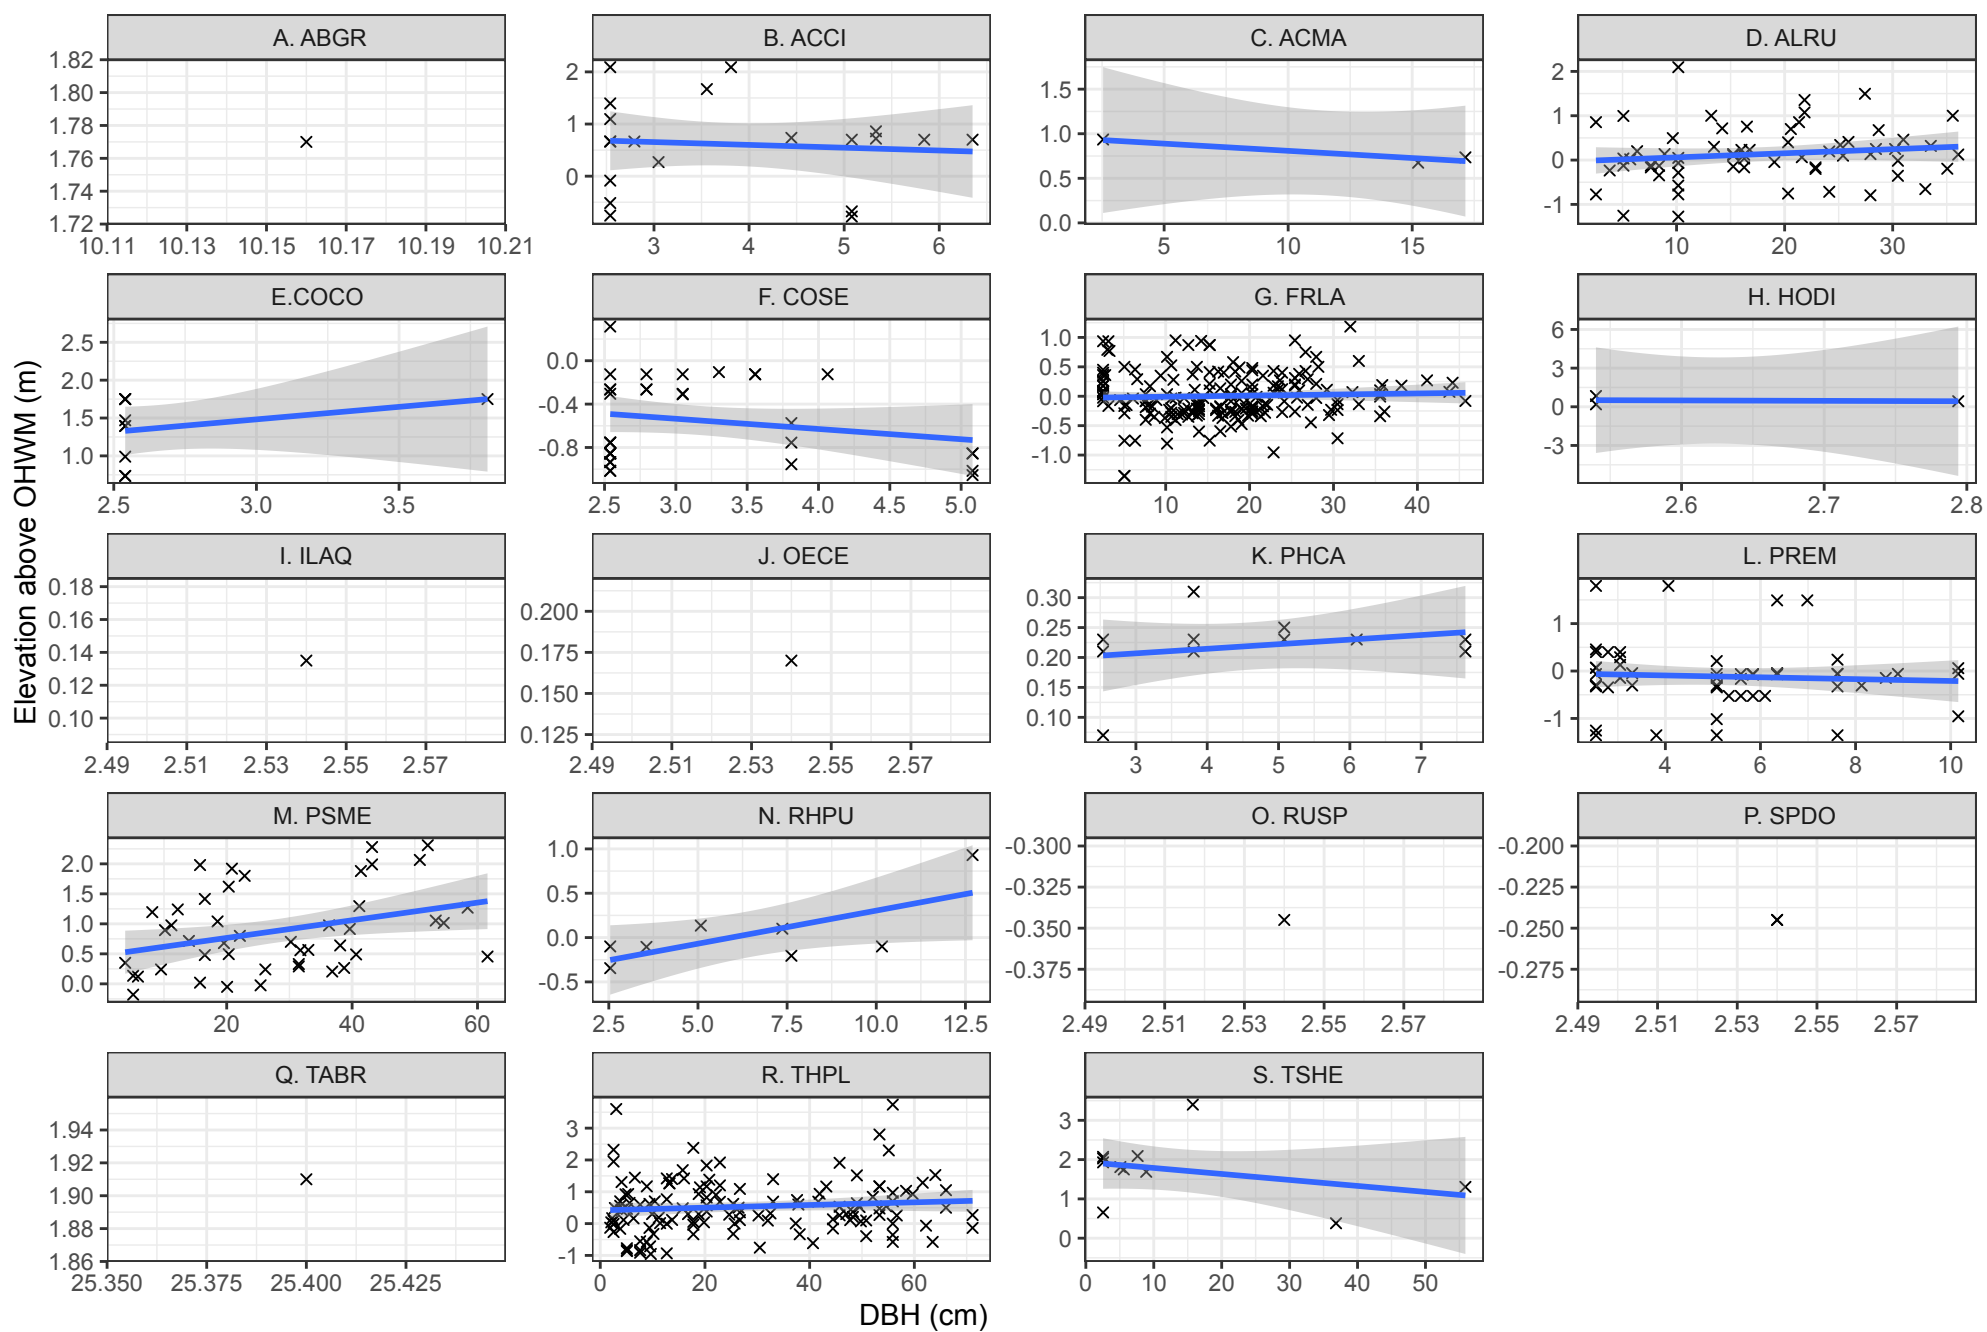 A. ABGR
B. ACCI
C. ACMA
D. ALRU
1.82
1.80
1.78
1.76
1.74
1.72
10.11 10.13 10.15 10.17 10.19 10.21
2
1
0
3 4 5 6
1.5
1.0
0.5
0.0
5 10 15
2
1
0
-1
10 20 30
E.COCO
F. COSE
G. FRLA
H. HODI
2.5
2.0
1.5
1.0
2.5 3.0 3.5
0.0
-0.4
-0.8
2.5 3.0 3.5 4.0 4.5 5.0
1.0
0.5
0.0
-0.5
-1.0
10 20 30 40
6
3
0
-3
2.6 2.7 2.8
Elevation above OHWM (m)
I. ILAQ
J. OECE
K. PHCA
L. PREM
0.18
0.16
0.14
0.12
0.10
2.49 2.51 2.53 2.55 2.57
0.200
0.175
0.150
0.125
2.49 2.51 2.53 2.55 2.57
0.30
0.25
0.20
0.15
0.10
3 4 5 6 7
1
0
-1
4 6 8 10
M. PSME
N. RHPU
O. RUSP
P. SPDO
2.0
1.5
1.0
0.5
0.0
20 40 60
1.0
0.5
0.0
-0.5
2.5 5.0 7.5 10.0 12.5
-0.300
-0.325
-0.350
-0.375
2.49 2.51 2.53 2.55 2.57
-0.200
-0.225
-0.250
-0.275
2.49 2.51 2.53 2.55 2.57
Q. TABR
R. THPL
S. TSHE
1.94
1.92
1.90
1.88
1.86
25.350 25.375 25.400 25.425
3
2
1
0
-1
0 20 40 60
3
2
1
0
0 10 20 30 40 50
DBH (cm)